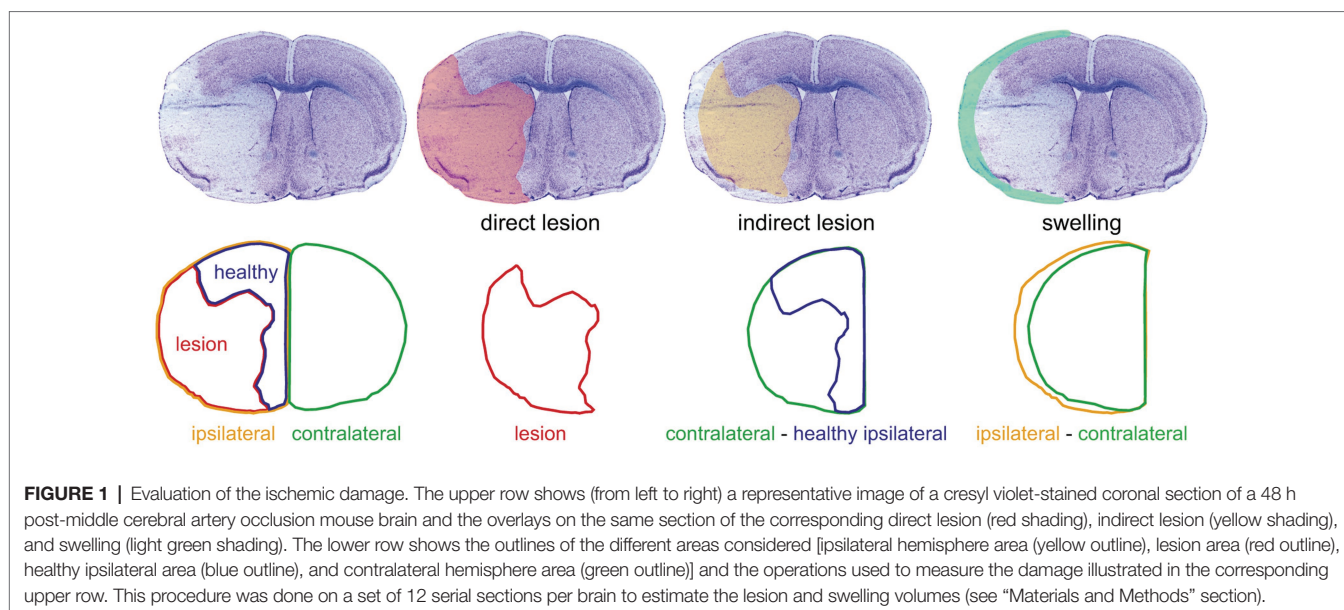 direct lesion
indirect lesion
swelling
healthy
lesion
ipsilateral contralateral
lesion
contralateral - healthy ipsilateral
ipsilateral - contralateral
FIGURE 1 | Evaluation of the ischemic damage. The upper row shows (from left to right) a representative image of a cresyl violet-stained coronal section of a 48 h
post-middle cerebral artery occlusion mouse brain and the overlays on the same section of the corresponding direct lesion (red shading), indirect lesion (yellow shading),
and swelling (light green shading). The lower row shows the outlines of the different areas considered [ipsilateral hemisphere area (yellow outline), lesion area (red outline),
healthy ipsilateral area (blue outline), and contralateral hemisphere area (green outline)] and the operations used to measure the damage illustrated in the corresponding
upper row. This procedure was done on a set of 12 serial sections per brain to estimate the lesion and swelling volumes (see “Materials and Methods” section).